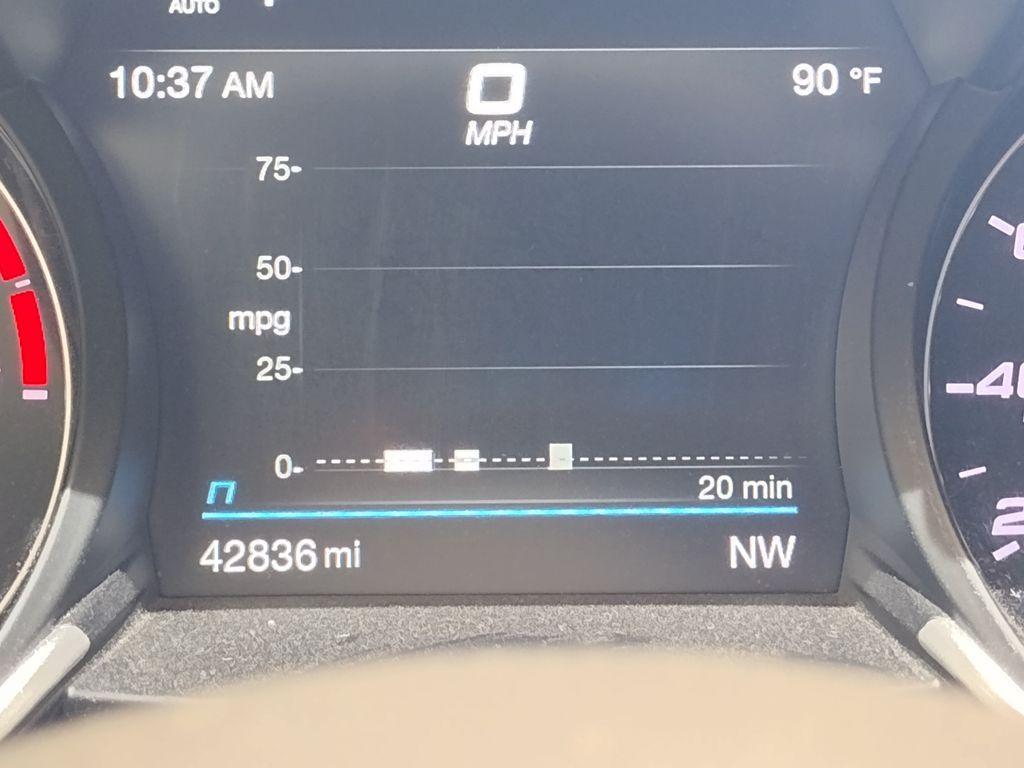 AUTO
10:37 AM 0 90 °F
MPH
75-
50-
mpg
25-
0-
20 min
42836 mi NW